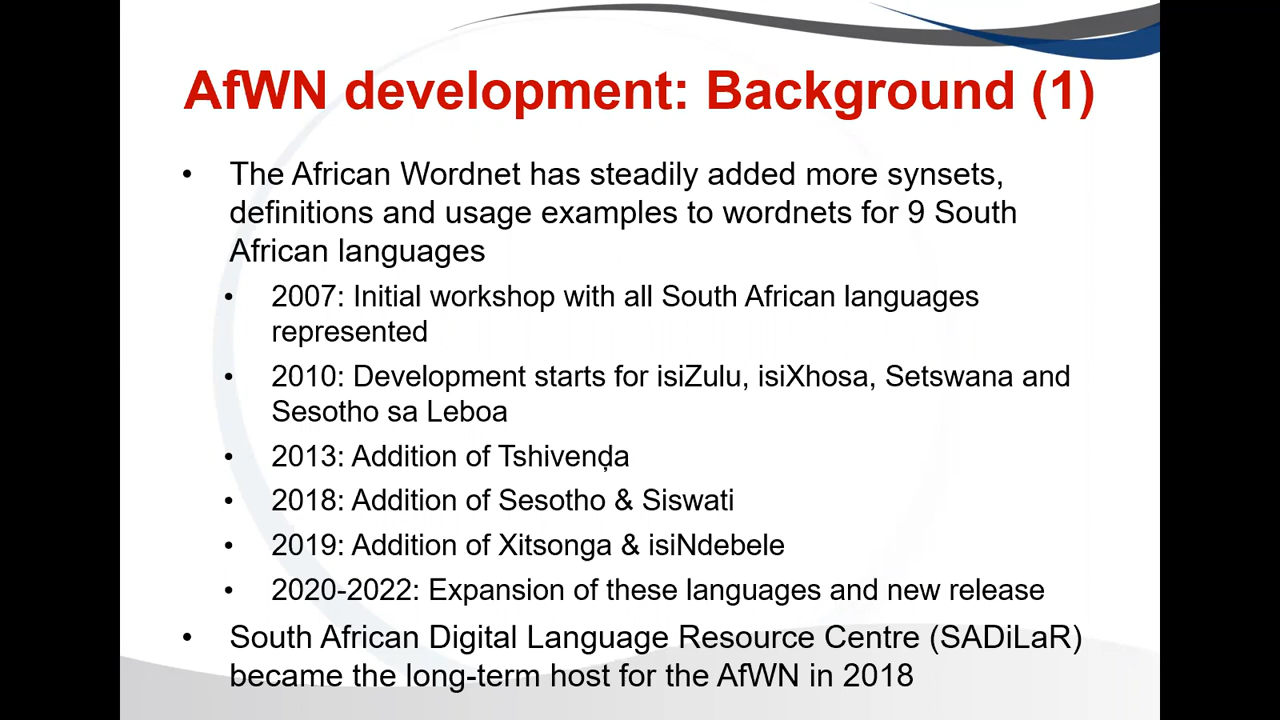 AfWN development: Background (1)
• The African Wordnet has steadily added more synsets,
definitions and usage examples to wordnets for 9 South
African languages
• 2007: Initial workshop with all South African languages
represented
• 2010: Development starts for isiZulu, isiXhosa, Setswana and
Sesotho sa Leboa
• 2013: Addition of Tshivenḓa
• 2018: Addition of Sesotho & Siswati
• 2019: Addition of Xitsonga & isiNdebele
• 2020-2022: Expansion of these languages and new release
• South African Digital Language Resource Centre (SADiLaR)
became the long-term host for the AfWN in 2018